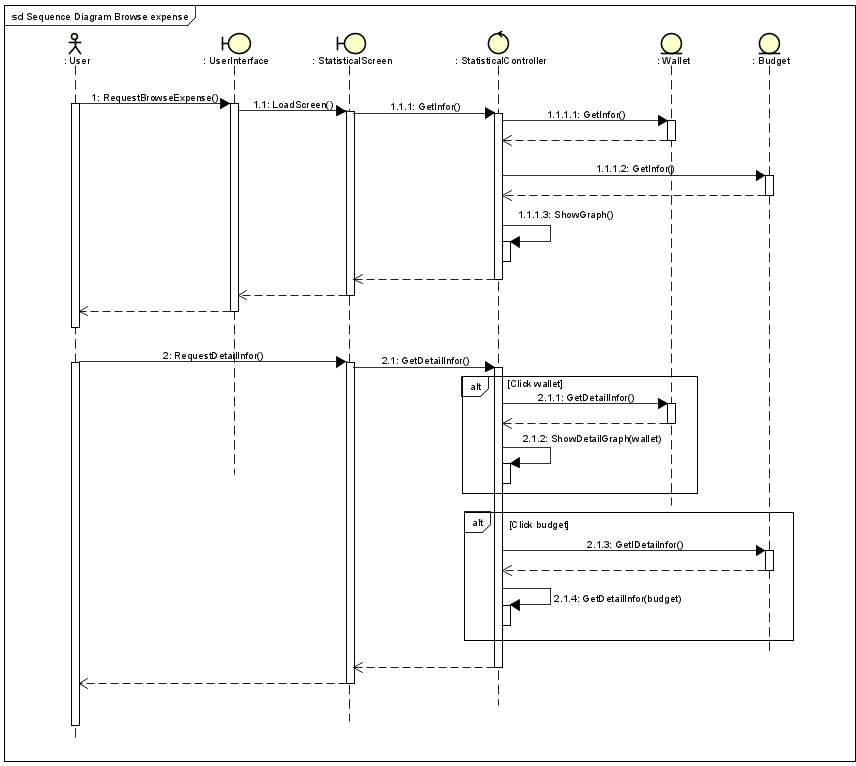 sd Sequence Diagram Browse expense
: User
: UserInterface
: StatisticalScreen
: StatisticalController
: Wallet
: Budget
1: RequestBrowseExpense()
1.1: LoadScreen()
1.1.1: GetInfor()
1.1.1.1: GetInfor()
1.1.1.2: GetInfor()
1.1.1.3: ShowGraph()
2: RequestDetailInfor()
2.1: GetDetailInfor()
alt
[Click wallet]
2.1.1: GetDetailInfor()
2.1.2: ShowDetailGraph(wallet)
alt
[Click budget]
2.1.3: GetIDetaiInfor()
2.1.4: GetDetailInfor(budget)